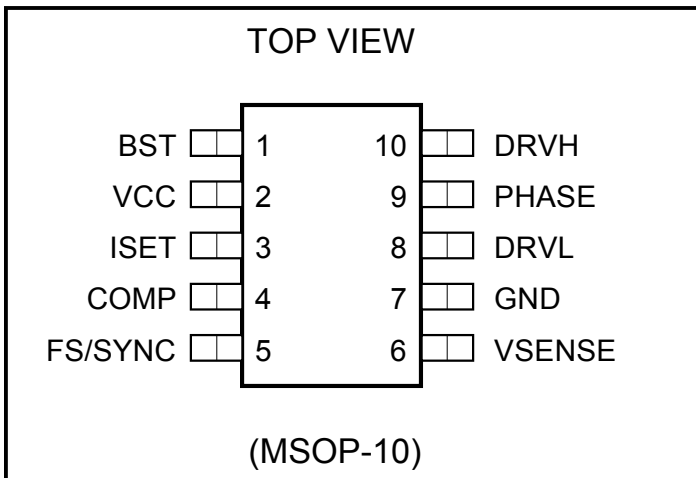 TOP VIEW
BST 1 10 DRVH
VCC 2 9 PHASE
ISET 3 8 DRVL
COMP 4 7 GND
FS/SYNC 5 6 VSENSE
(MSOP-10)